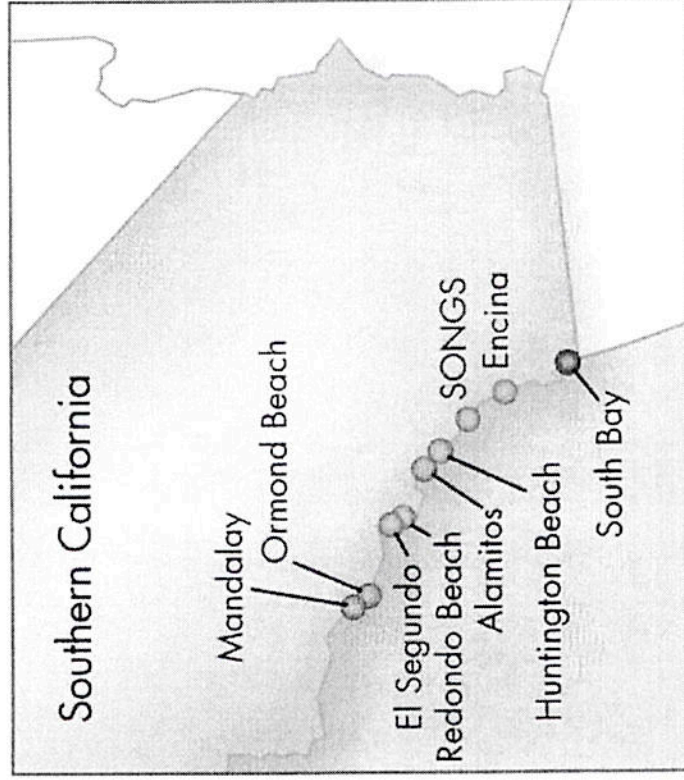 Southern California
Mandalay
Ormond Beach
El Segundo
Redondo Beach
Alamitos
Huntington Beach
SONGS
Encina
South Bay